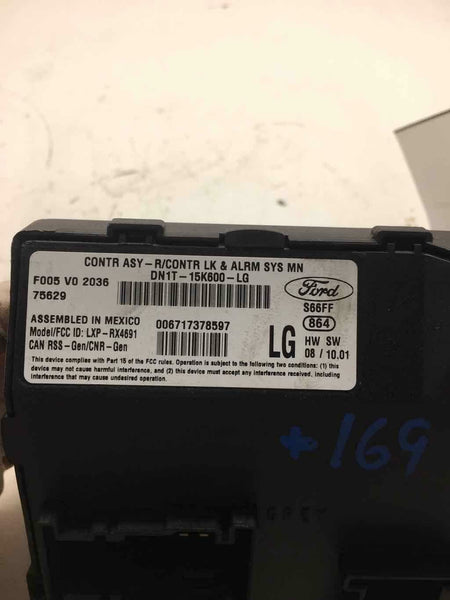 CONTR ASY-R/CONTR LK & ALRM SYS MN
DN1T-15K600-LG
F005 V0 2036
75629
Ford
S66FF
864
ASSEMBLED IN MEXICO
006717378597
Model/FCC ID: LXP-RX4691
CAN RSS-Gen/CNR-Gen
LG
HW SW
08 / 10.01
This device complies with Part 15 of the FCC rules. Operation is subject to the following two conditions: (1) this
device may not cause harmful interference, and (2) this device must accept any interference received, including
interference that may cause undesired operation.
+169
GREY